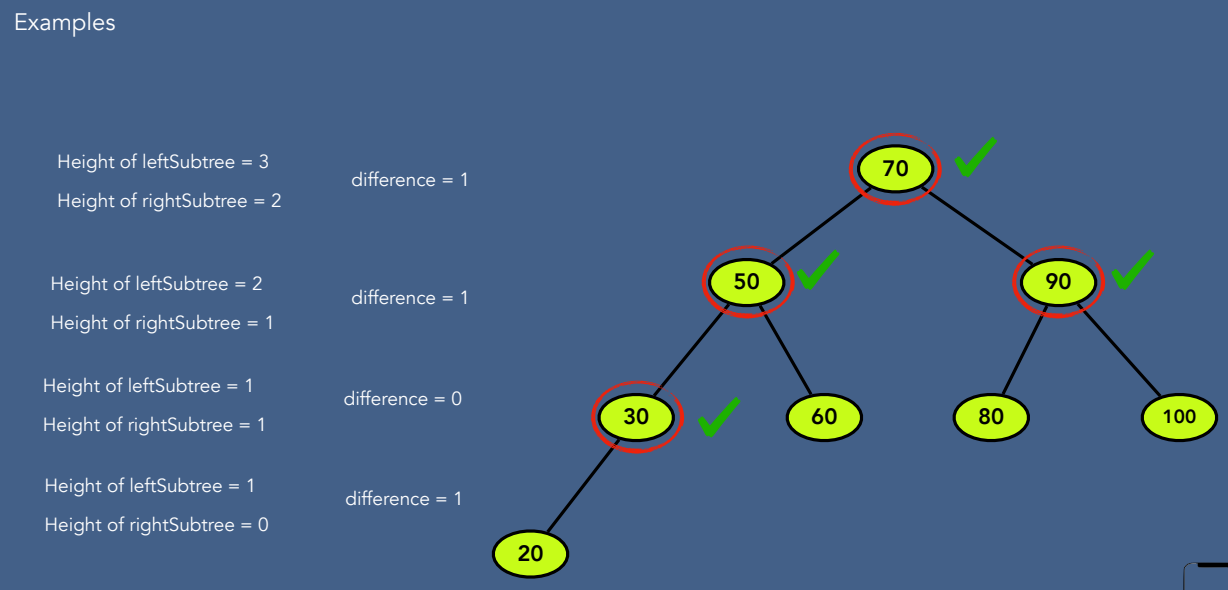 Examples
Height of leftSubtree = 3
Height of rightSubtree = 2
difference = 1
Height of leftSubtree = 2
Height of rightSubtree = 1
difference = 1
Height of leftSubtree = 1
Height of rightSubtree = 1
difference = 0
Height of leftSubtree = 1
Height of rightSubtree = 0
difference = 1
70
50
90
30
60
80
100
20